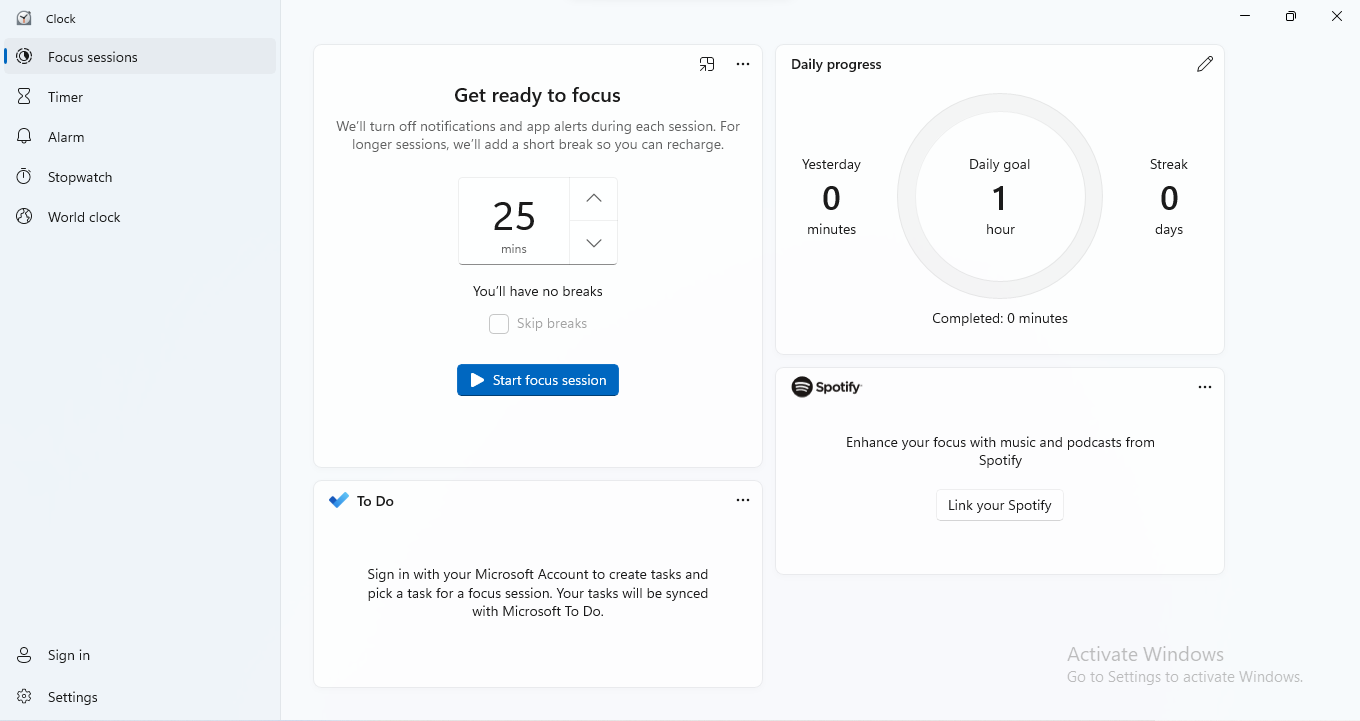 Clock
Focus sessions
Timer
Alarm
Stopwatch
World clock
Sign in
Settings
Get ready to focus
We'll turn off notifications and app alerts during each session. For
longer sessions, we'll add a short break so you can recharge.
25
mins
You'll have no breaks
Skip breaks
Start focus session
To Do
Sign in with your Microsoft Account to create tasks and
pick a task for a focus session. Your tasks will be synced
with Microsoft To Do.
Daily progress
Yesterday
0
minutes
Daily goal
1
hour
Streak
0
days
Completed: 0 minutes
Spotify
Enhance your focus with music and podcasts from
Spotify
Link your Spotify
Activate Windows
Go to Settings to activate Windows.